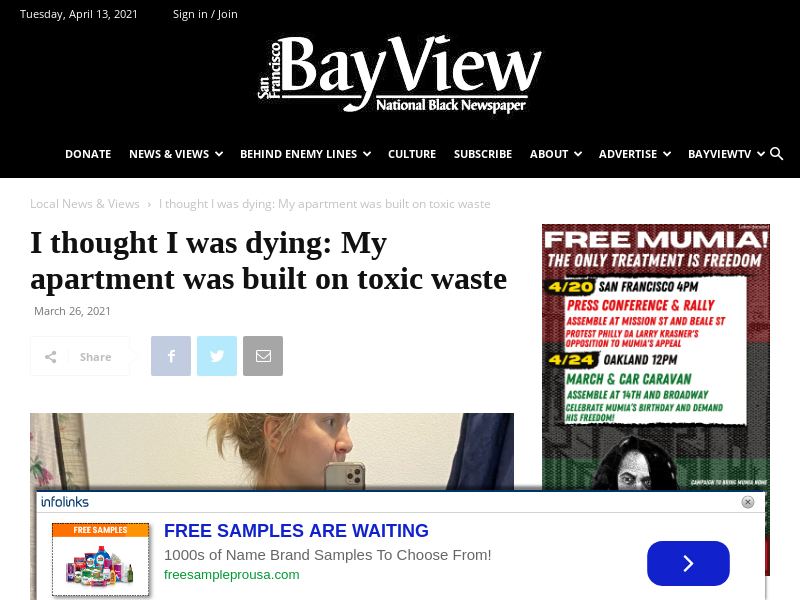 Tuesday, April 13, 2021
Sign in / Join
San Francisco
BayView
National Black Newspaper
DONATE NEWS & VIEWS BEHIND ENEMY LINES CULTURE SUBSCRIBE ABOUT ADVERTISE BAYVIEWTV
Local News & Views › I thought I was dying: My apartment was built on toxic waste
I thought I was dying: My
apartment was built on toxic waste
March 26, 2021
Share
FREE MUMIA!
THE ONLY TREATMENT IS FREEDOM
4/20 SAN FRANCISCO 4PM
PRESS CONFERENCE & RALLY
ASSEMBLE AT MISSION ST AND BEALE ST
PROTEST PHILLY DA LARRY KRASNER'S
OPPOSITION TO MUMIA'S APPEAL
4/24 OAKLAND 12PM
MARCH & CAR CARAVAN
ASSEMBLE AT 14TH AND BROADWAY
CELEBRATE MUMIA'S BIRTHDAY AND DEMAND
HIS FREEDOM!
CAMPAIGN TO BRING MUMIA HOME
infolinks
FREE SAMPLES
FREE SAMPLES ARE WAITING
1000s of Name Brand Samples To Choose From!
freesampleprousa.com